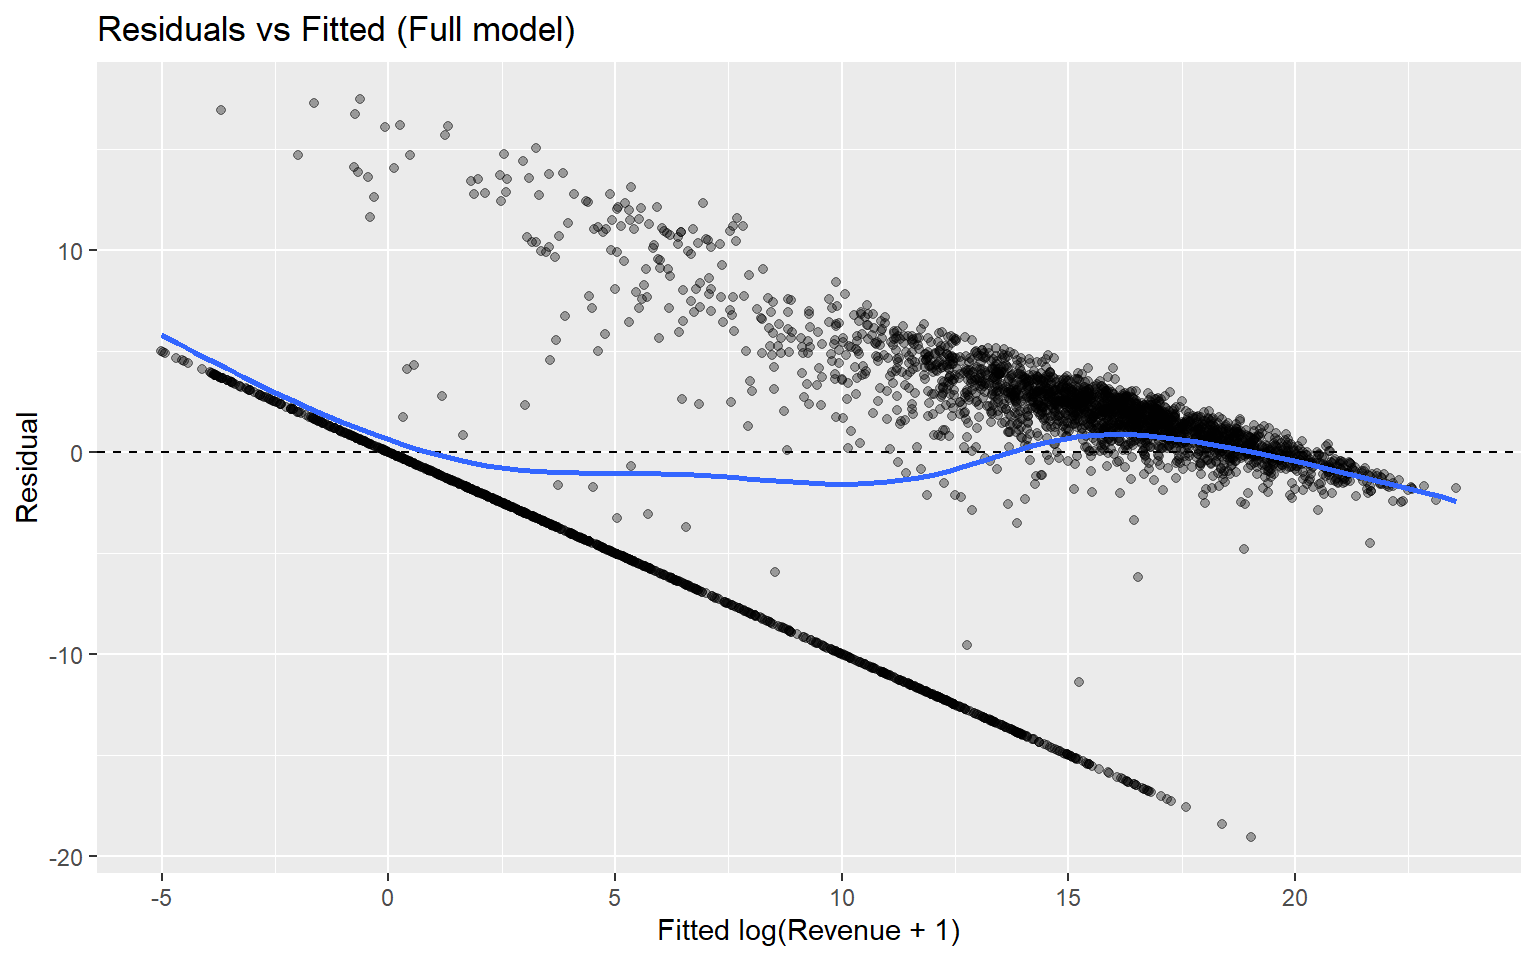 Residuals vs Fitted (Full model)
10
0
-10
-20
Residual
-5 0 5 10 15 20
Fitted log(Revenue + 1)